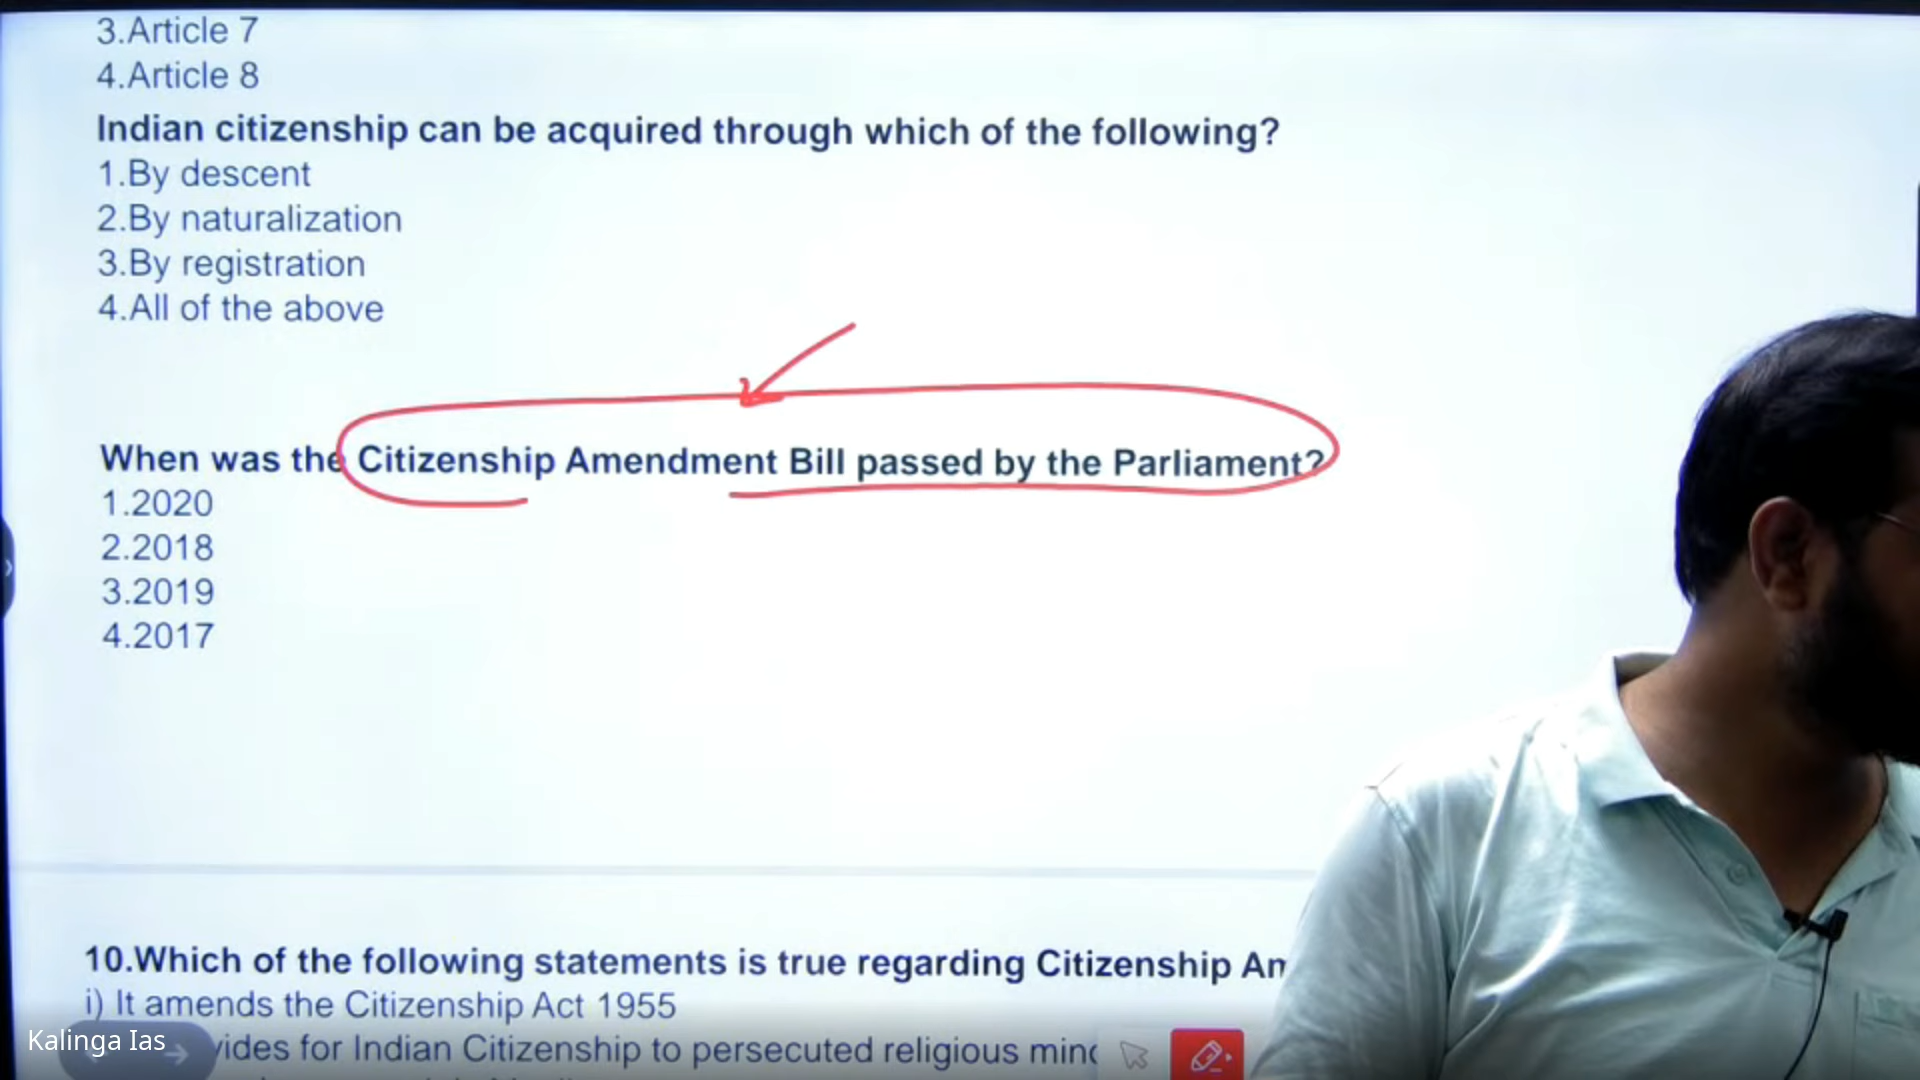 3.Article 7
4.Article 8
Indian citizenship can be acquired through which of the following?
1.By descent
2.By naturalization
3.By registration
4.All of the above
When was the Citizenship Amendment Bill passed by the Parliament?
1.2020
2.2018
3.2019
4.2017
10.Which of the following statements is true regarding Citizenship
i) It amends the Citizenship Act 1955
for Indian Citizenship to persecuted religious
Kalinga Ias